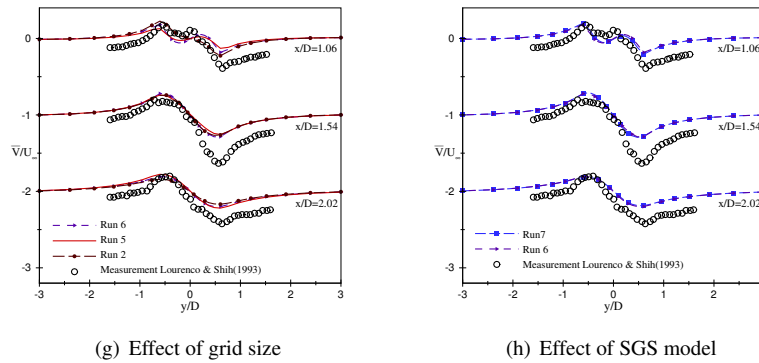 0
x/D=1.06
-1
x/D=1.54
V/U∞
-2
x/D=2.02
Run 6
Run 5
Run 2
Measurement Lourenco & Shih(1993)
-3
-3 -2 -1 0 1 2 3
y/D
(g) Effect of grid size
0
x/D=1.06
-1
x/D=1.54
V/U∞
-2
x/D=2.02
Run7
Run 6
Measurement Lourenco & Shih(1993)
-3
-3 -2 -1 0 1 2
y/D
(h) Effect of SGS model